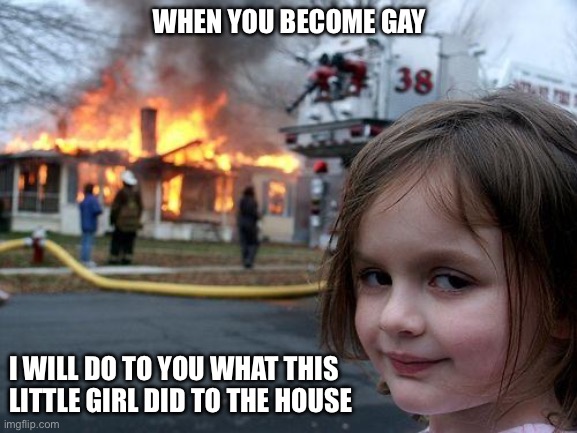 WHEN YOU BECOME GAY
38
I WILL DO TO YOU WHAT THIS
LITTLE GIRL DID TO THE HOUSE
imgflip.com